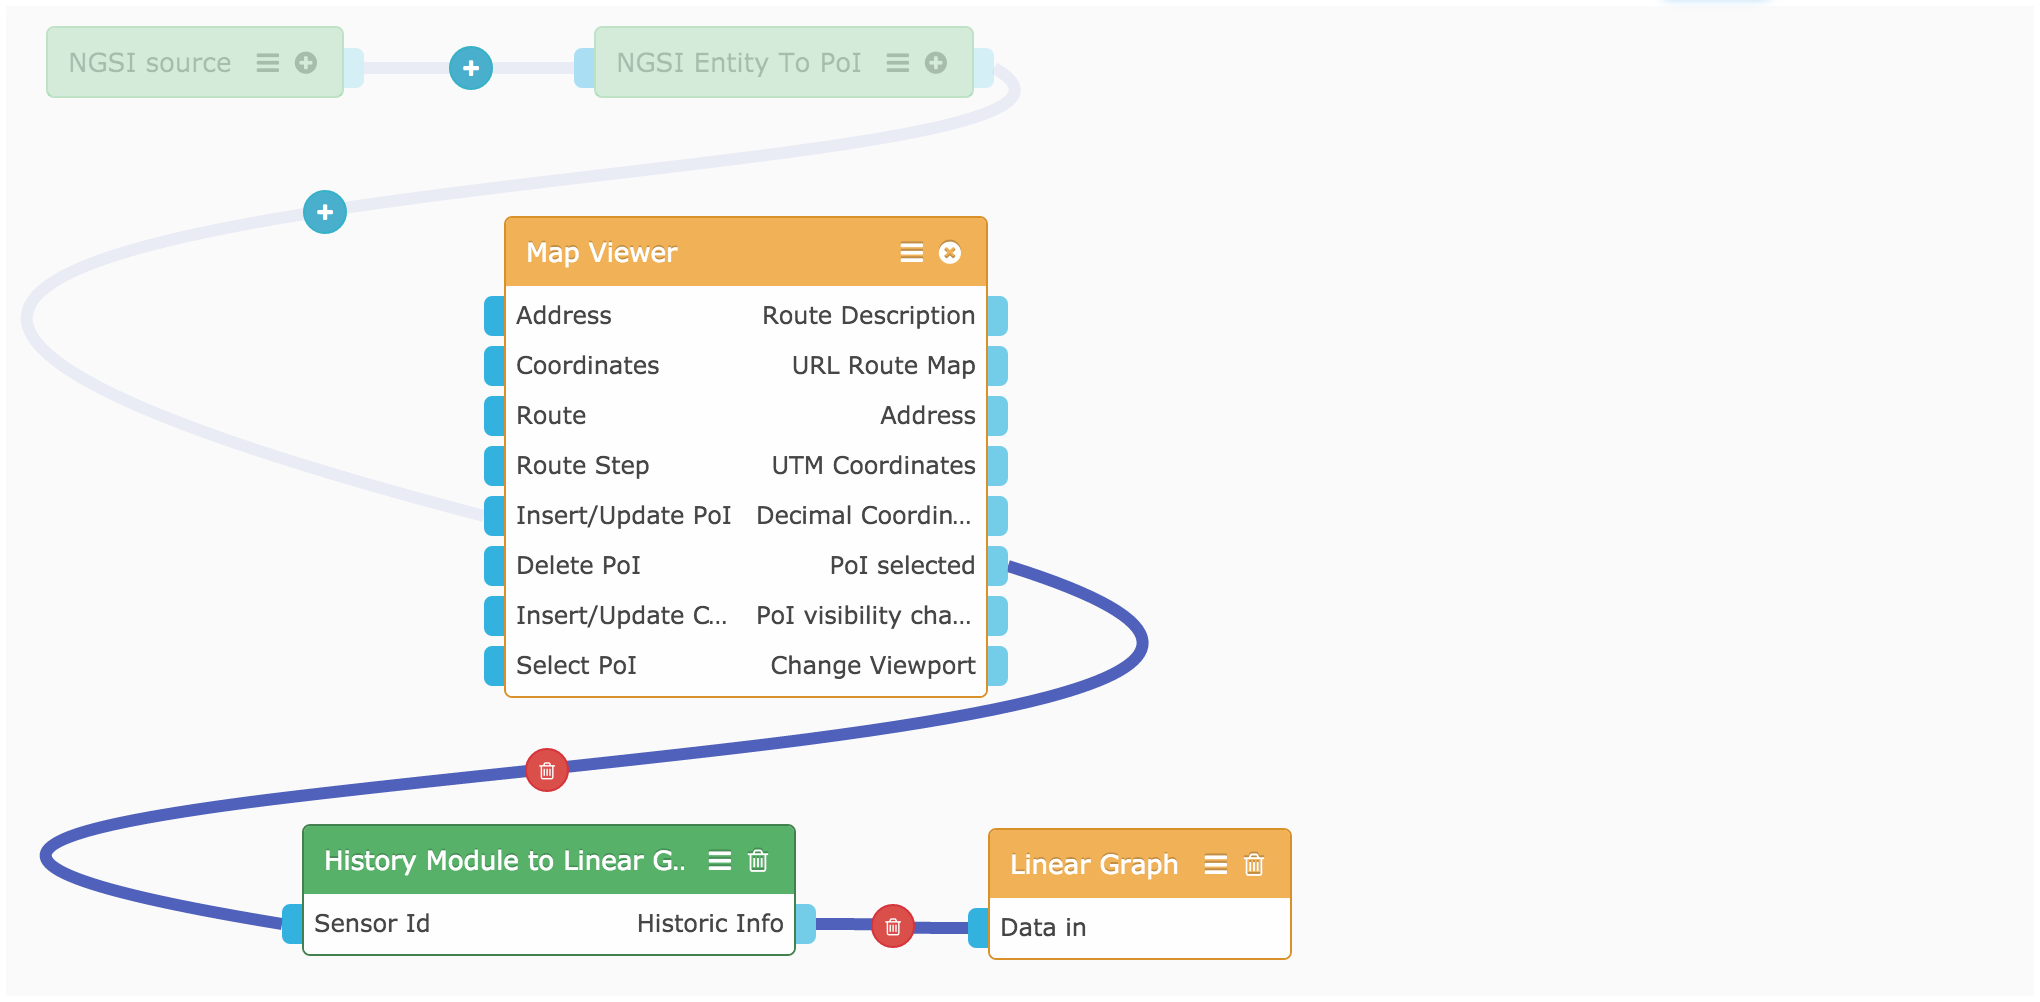 NGSI source
NGSI Entity To PoI
Map Viewer
Address Route Description
Coordinates URL Route Map
Route Address
Route Step UTM Coordinates
Insert/Update PoI Decimal Coordin...
Delete PoI PoI selected
Insert/Update C... PoI visibility cha...
Select PoI Change Viewport
History Module to Linear G..
Sensor Id Historic Info
Linear Graph
Data in